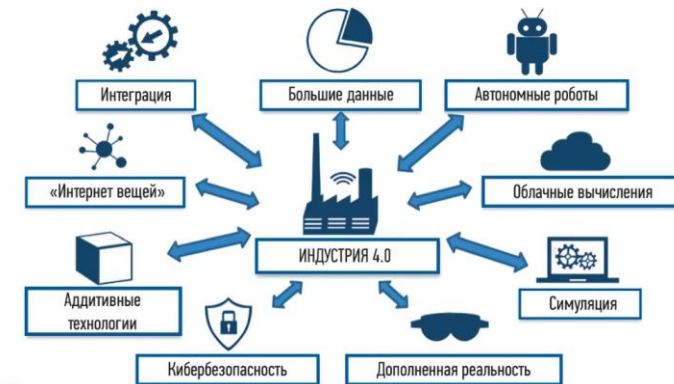 Интеграция
Большие данные
Автономные роботы
«Интернет вещей»
Облачные вычисления
ИНДУСТРИЯ 4.0
Аддитивные
технологии
Симуляция
Кибербезопасность
Дополненная реальность